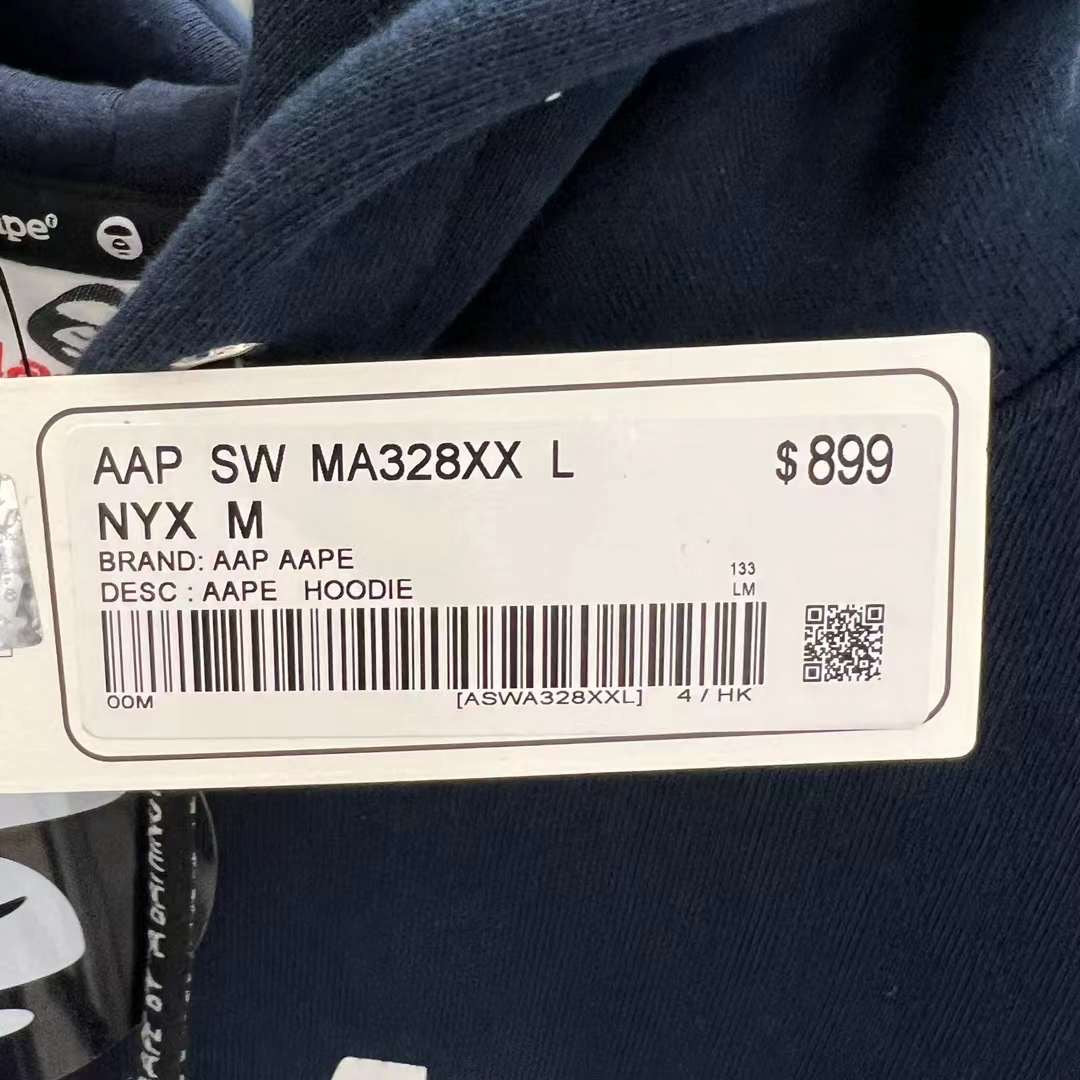 AAP SW MA328XX L
$899
NYX M
BRAND: AAP AAPE
DESC : AAPE HOODIE
133
LM
00M
[ASWA328XXL]
4 / HK